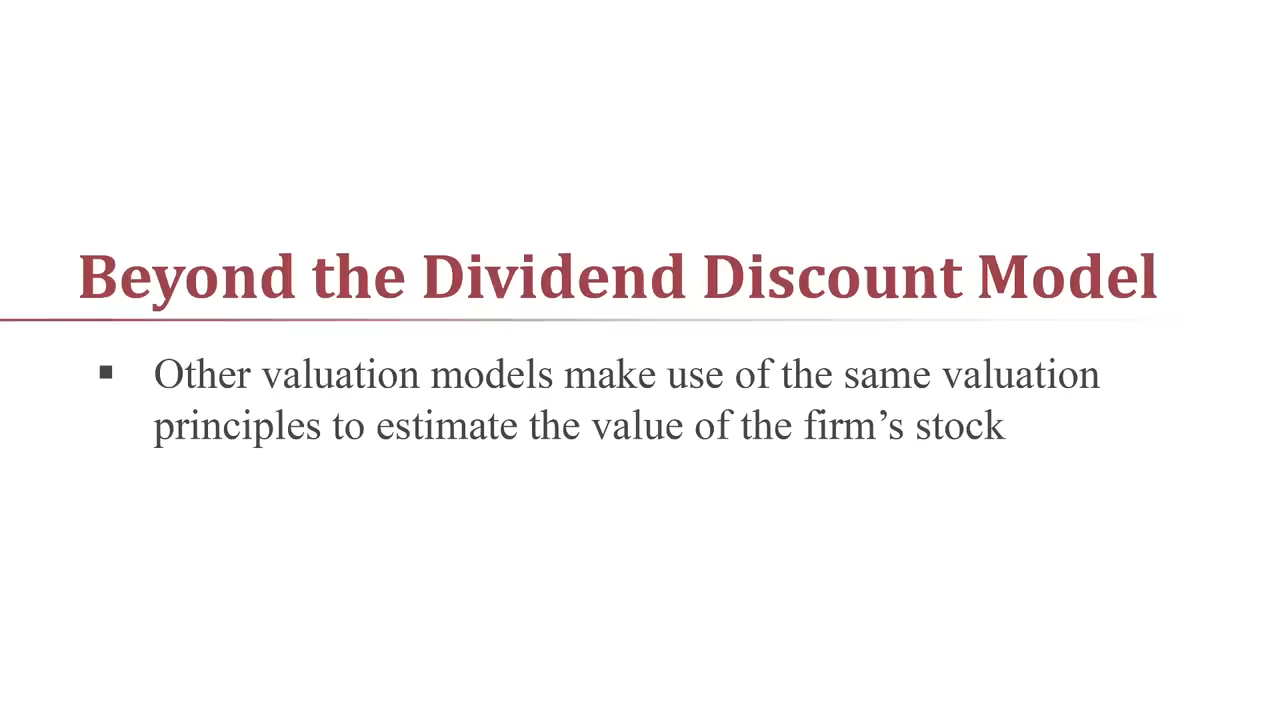 Beyond the Dividend Discount Model
▪ Other valuation models make use of the same valuation
principles to estimate the value of the firm’s stock